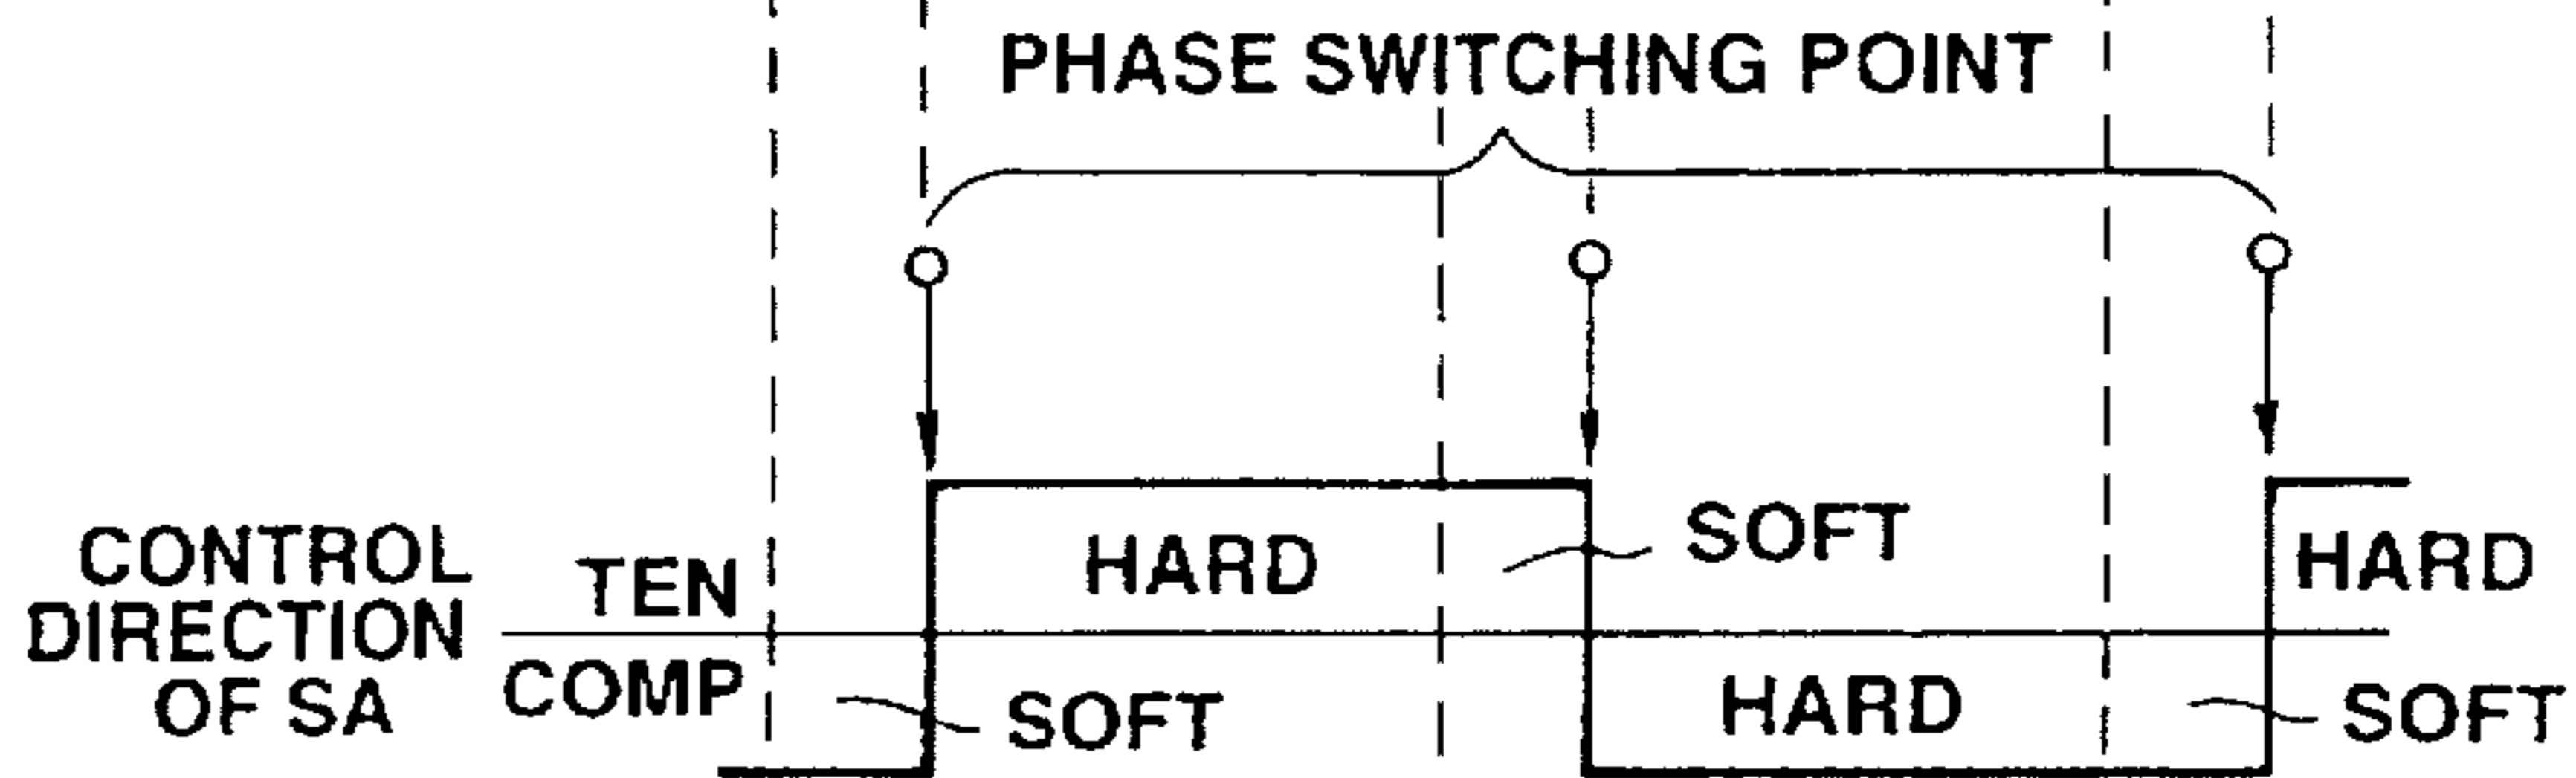 PHASE SWITCHING POINT
CONTROL
DIRECTION
OF SA
TEN
COMP
HARD
SOFT
HARD
SOFT
HARD
SOFT